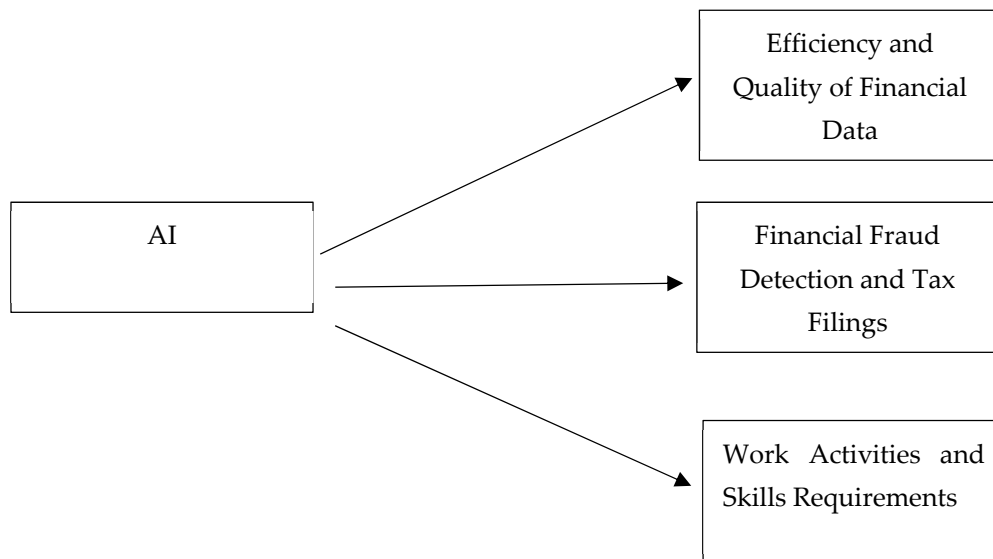 Efficiency and
Quality of Financial
Data
AI
Financial Fraud
Detection and Tax
Filings
Work Activities and
Skills Requirements